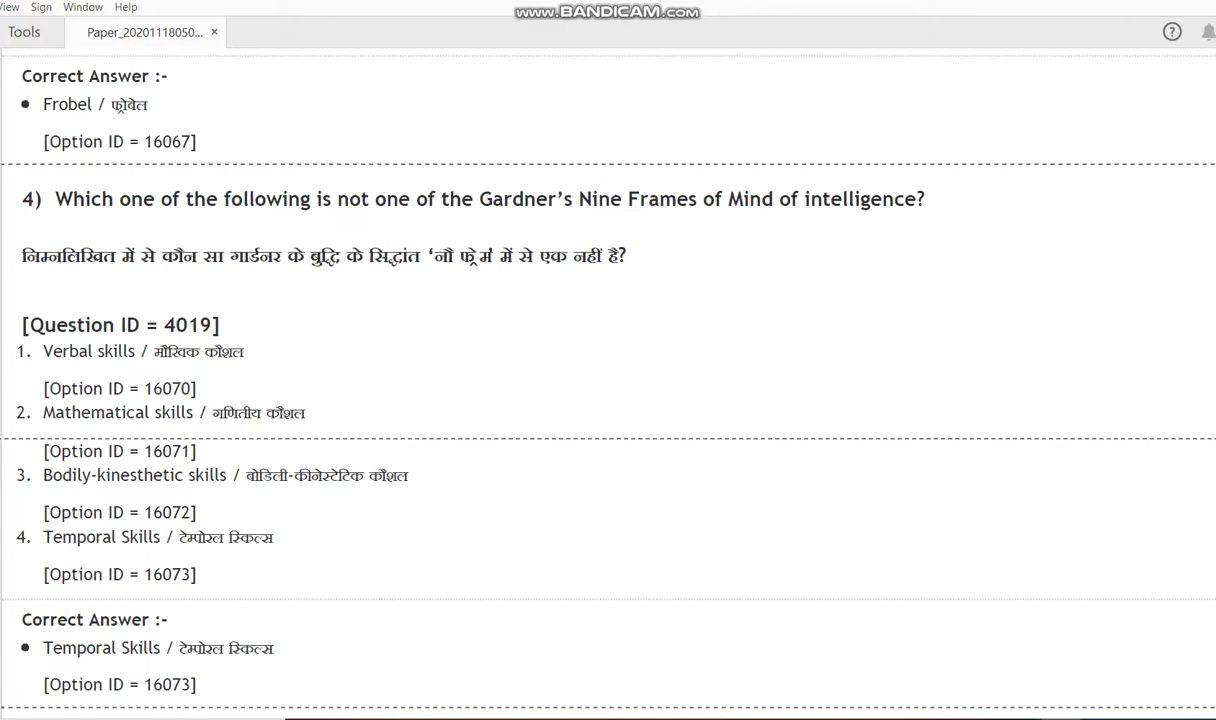 View Sign Window Help
www.BANDICAM.com
Tools Paper_20201118050... ×
Correct Answer :-
● Frobel / फ्रोबेल
[Option ID = 16067]
4) Which one of the following is not one of the Gardner's Nine Frames of Mind of intelligence?
निम्नलिखित में से कौन सा गार्डनर के बुद्धि के सिद्धांत ‘नौ फ्रेम’ में से एक नहीं है?
[Question ID = 4019]
1. Verbal skills / मौखिक कौशल
[Option ID = 16070]
2. Mathematical skills / गणितीय कौशल
[Option ID = 16071]
3. Bodily-kinesthetic skills / बोडिली-कीनेस्टेटिक कौशल
[Option ID = 16072]
4. Temporal Skills / टेम्पोरल स्किल्स
[Option ID = 16073]
Correct Answer :-
● Temporal Skills / टेम्पोरल स्किल्स
[Option ID = 16073]